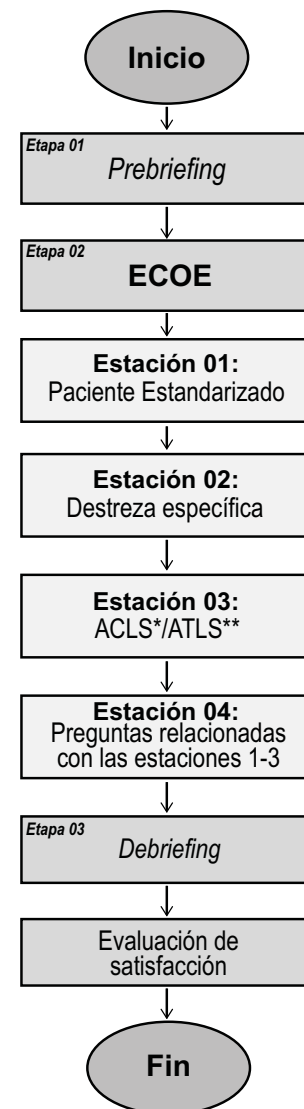 Inicio
Etapa 01
Prebriefing
Etapa 02
ECOE
Estación 01:
Paciente Estandarizado
Estación 02:
Destreza específica
Estación 03:
ACLS*/ATLS**
Estación 04:
Preguntas relacionadas
con las estaciones 1-3
Etapa 03
Debriefing
Evaluación de
satisfacción
Fin